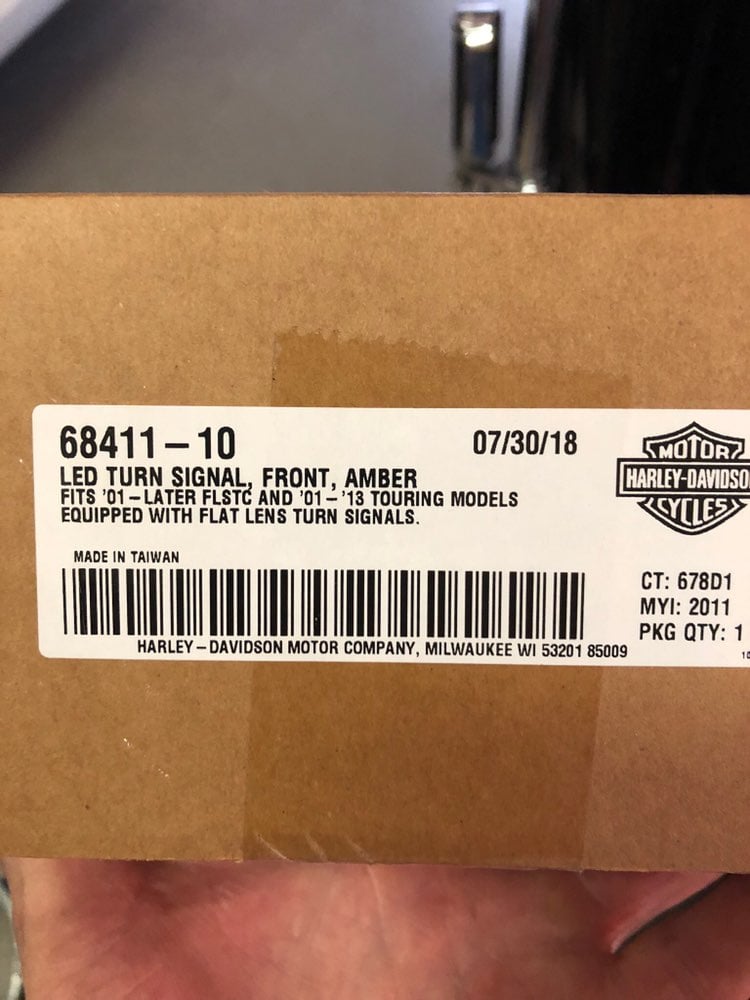 68411-10
07/30/18
LED TURN SIGNAL, FRONT, AMBER
FITS '01-LATER FLSTC AND '01-'13 TOURING MODELS
EQUIPPED WITH FLAT LENS TURN SIGNALS.
MADE IN TAIWAN
HARLEY-DAVIDSON MOTOR COMPANY, MILWAUKEE WI 53201 85009
MOTOR
HARLEY-DAVIDSO
CYCLES
CT: 678D1
MYI: 2011
PKG QTY: 1